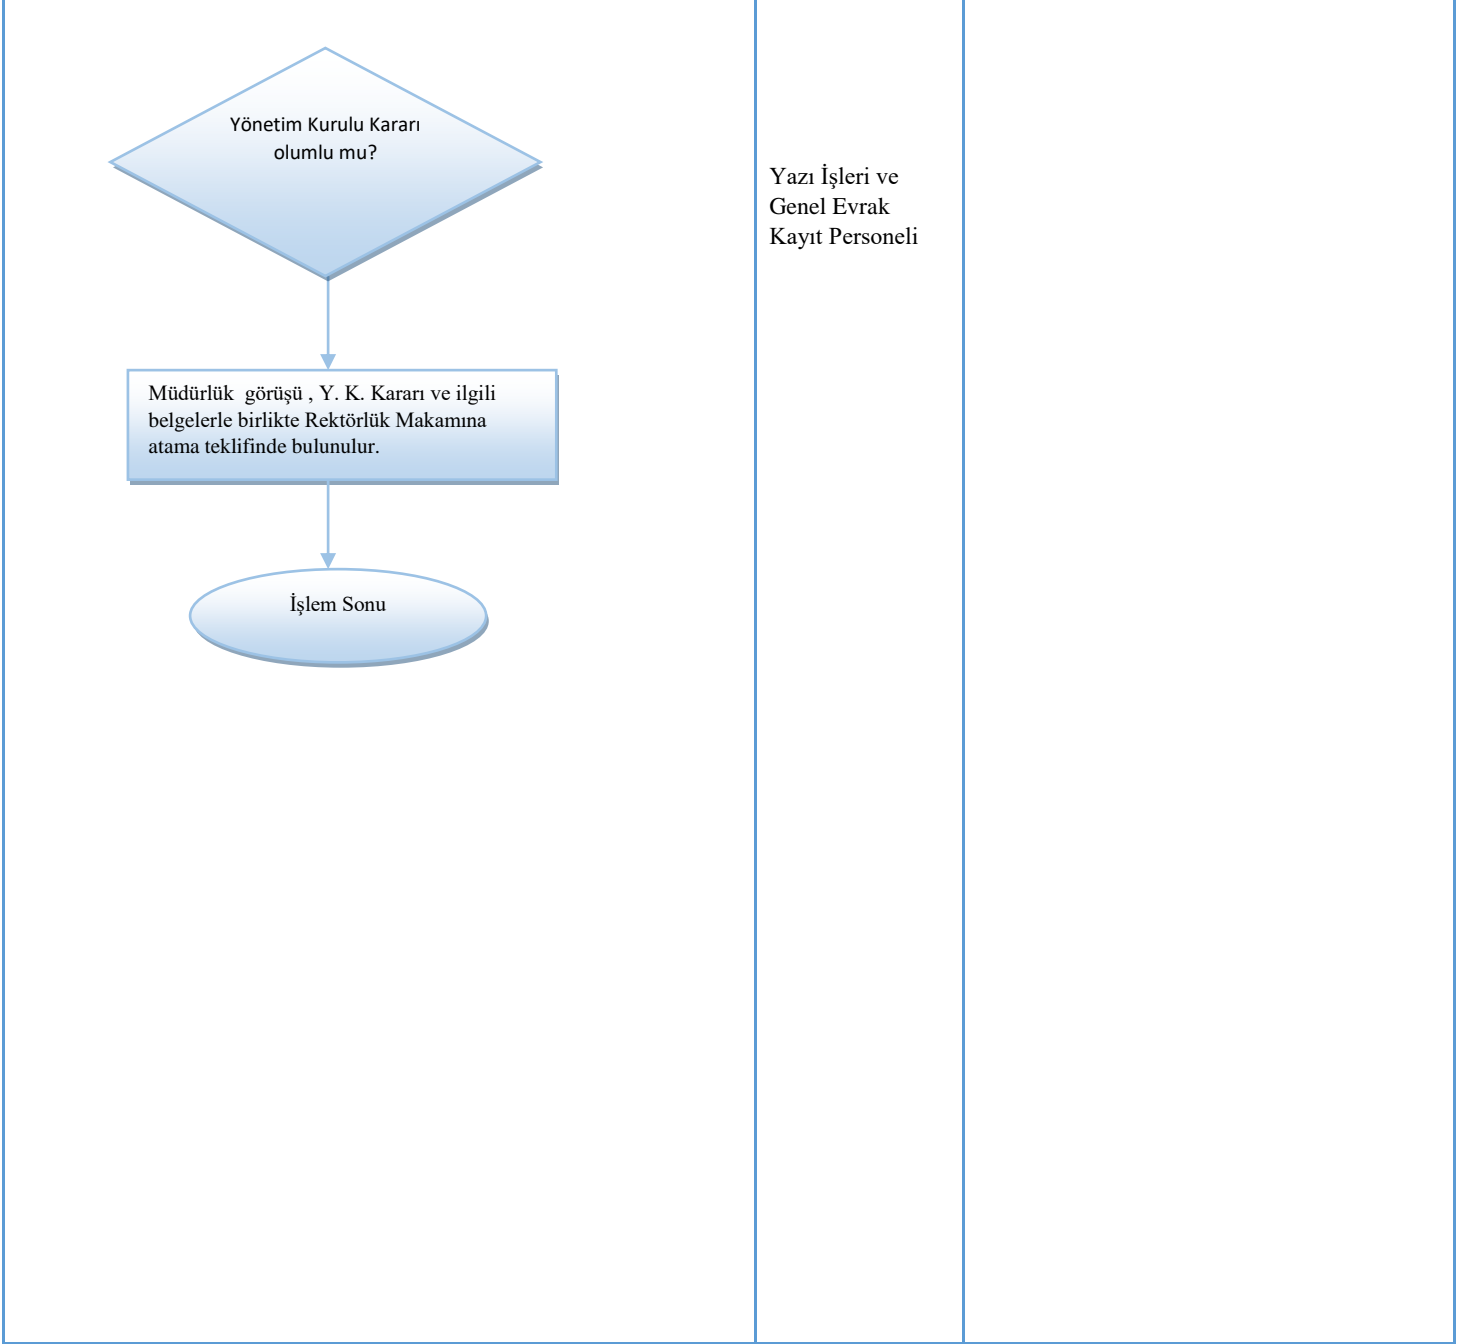 Yönetim Kurulu Kararı
olumlu mu?
Yazı İşleri ve
Genel Evrak
Kayıt Personeli
Müdürlük  görüşü , Y. K. Kararı ve ilgili
belgelerle birlikte Rektörlük Makamına
atama teklifinde bulunulur.
İşlem Sonu